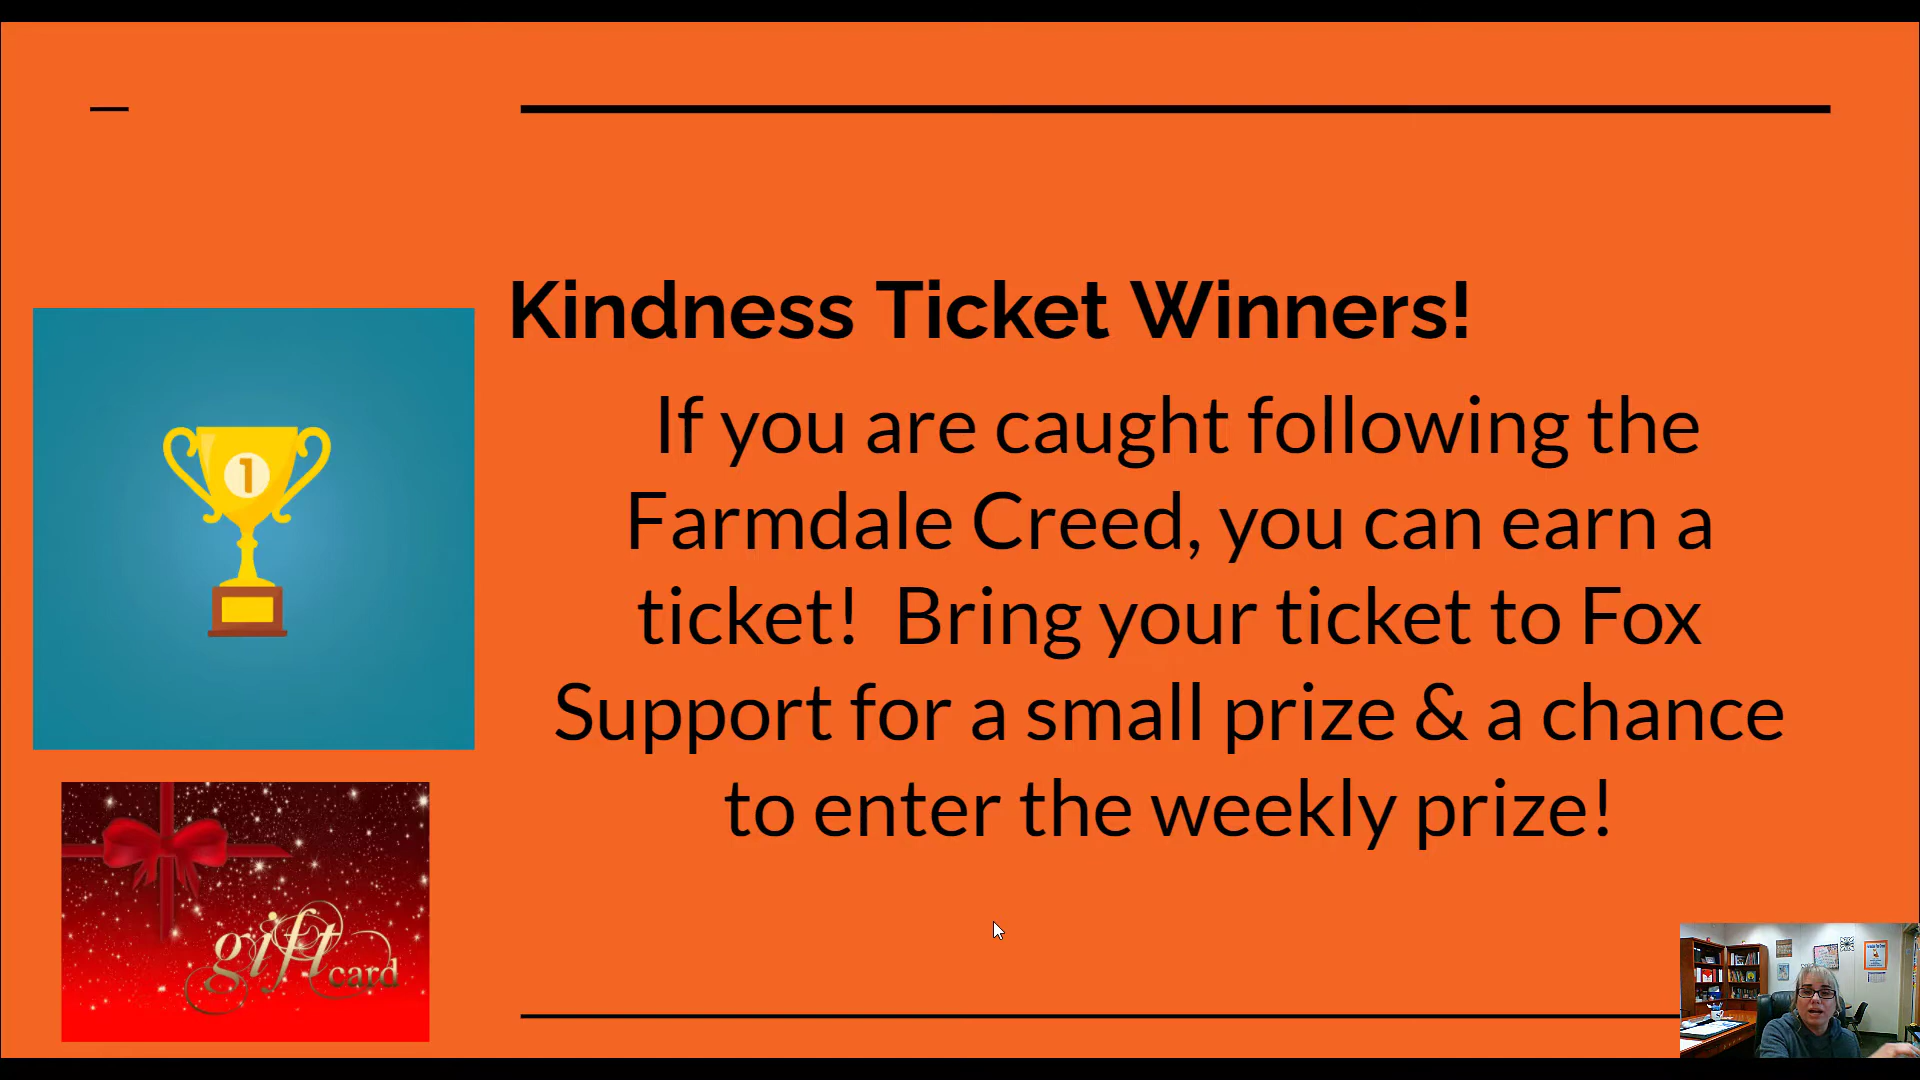 Kindness Ticket Winners!
If you are caught following the
Farmdale Creed, you can earn a
ticket!  Bring your ticket to Fox
Support for a small prize & a chance
to enter the weekly prize!
1
gift
card